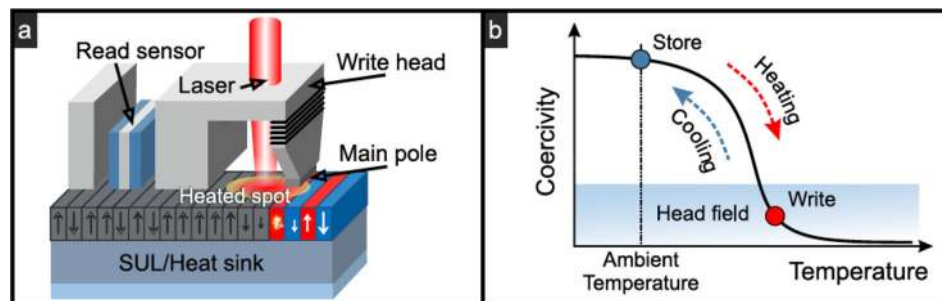 a
Read sensor
Laser
Write head
Main pole
Heated spot
SUL/Heat sink
b
Coercivity
Store
Heating
Cooling
Write
Head field
Ambient
Temperature
Temperature